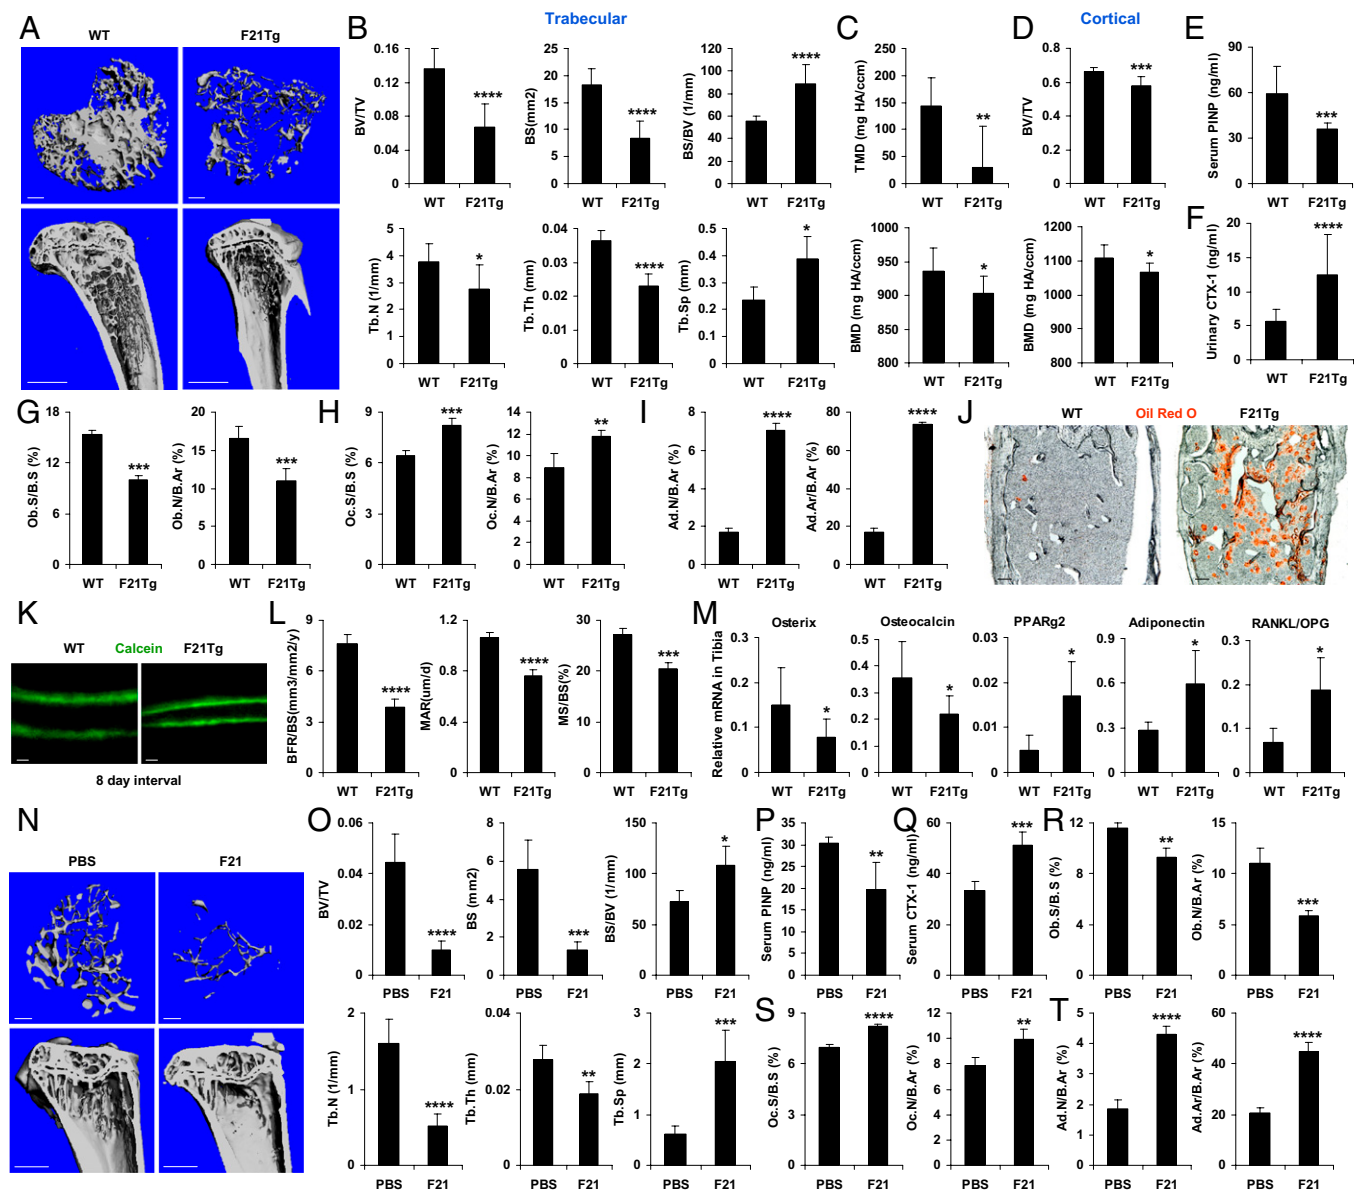 A
WT
F21Tg
B
Trabecular
BV/TV
0.16
0.12
0.08
0.04
0
****
WT
F21Tg
BS(mm2)
25
20
15
10
5
0
****
WT
F21Tg
BS/BV (1/mm)
120
100
80
60
40
20
0
****
WT
F21Tg
Tb.N (1/mm)
5
4
3
2
1
0
*
WT
F21Tg
Tb.Th (mm)
0.04
0.03
0.02
0.01
0
****
WT
F21Tg
Tb.Sp (mm)
0.5
0.4
0.3
0.2
0.1
0
*
WT
F21Tg
C
TMD (mg HA/ccm)
250
200
150
100
50
0
**
WT
F21Tg
BMD (mg HA/ccm)
1000
950
900
850
800
*
WT
F21Tg
D
Cortical
BV/TV
0.8
0.6
0.4
0.2
0
***
WT
F21Tg
BMD (mg HA/ccm)
1200
1100
1000
900
800
*
WT
F21Tg
E
Serum PINP (ng/ml)
90
60
30
0
***
WT
F21Tg
F
Urinary CTX-1 (ng/ml)
20
15
10
5
0
****
WT
F21Tg
G
Ob.S/B.S (%)
18
12
6
0
***
WT
F21Tg
Ob.N/B.Ar (%)
20
15
10
5
0
***
WT
F21Tg
H
Oc.S/B.S (%)
9
6
3
0
***
WT
F21Tg
Oc.N/B.Ar (%)
14
12
10
8
6
4
2
0
**
WT
F21Tg
I
Ad.N/B.Ar (%)
8
6
4
2
0
****
WT
F21Tg
Ad.Ar/B.Ar (%)
80
60
40
20
0
****
WT
F21Tg
J
WT
Oil Red O
F21Tg
K
WT
Calcein
F21Tg
8 day interval
L
BFR/BS(mm3/mm2/y)
9
6
3
0
****
WT
F21Tg
MAR(um/d)
1.2
0.8
0.4
0
****
WT
F21Tg
MS/BS(%)
30
20
10
0
***
WT
F21Tg
M
Relative mRNA in Tibia
Osterix
0.3
0.2
0.1
0
*
WT
F21Tg
Osteocalcin
0.5
0.4
0.3
0.2
0.1
0
*
WT
F21Tg
PPARg2
0.03
0.02
0.01
0.00
*
WT
F21Tg
Adiponectin
0.9
0.6
0.3
0.0
*
WT
F21Tg
RANKL/OPG
0.3
0.2
0.1
0.0
*
WT
F21Tg
N
PBS
F21
O
BV/TV
0.06
0.04
0.02
0
****
PBS
F21
BS (mm2)
8
6
4
2
0
***
PBS
F21
BS/BV (1/mm)
150
100
50
0
*
PBS
F21
Tb.N (1/mm)
2
1
0
****
PBS
F21
Tb.Th (mm)
0.04
0.02
0
**
PBS
F21
Tb.Sp (mm)
3
2
1
0
***
PBS
F21
P
Serum PINP (ng/ml)
35
30
25
20
15
10
5
0
**
PBS
F21
Q
Serum CTX-1 (ng/ml)
60
40
20
0
***
PBS
F21
R
Ob.S/B.S (%)
12
9
6
3
0
**
PBS
F21
Ob.N/B.Ar (%)
15
10
5
0
***
PBS
F21
S
Oc.S/B.S (%)
9
6
3
0
****
PBS
F21
Oc.N/B.Ar (%)
12
10
8
6
4
2
0
**
PBS
F21
T
Ad.N/B.Ar (%)
5
4
3
2
1
0
****
PBS
F21
Ad.Ar/B.Ar (%)
60
40
20
0
****
PBS
F21